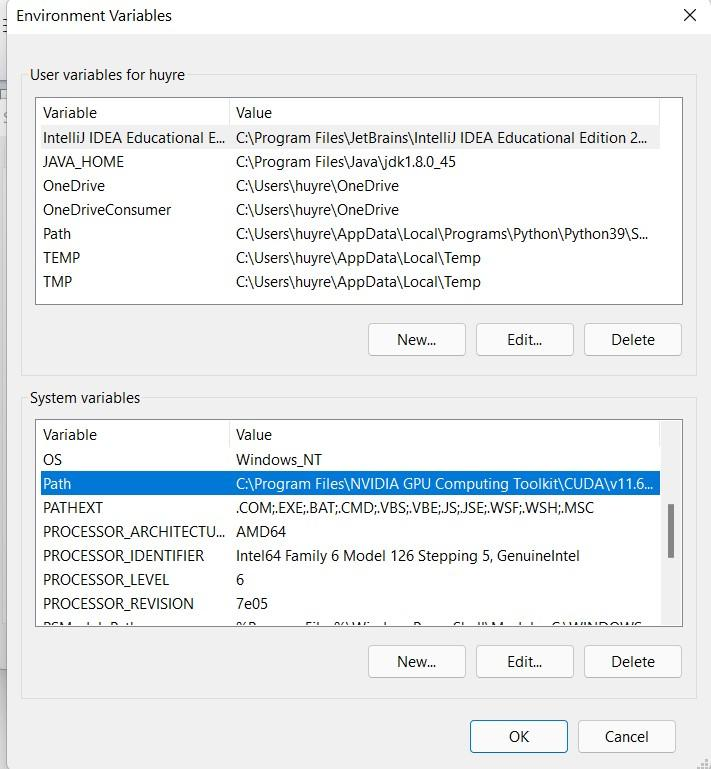 Environment Variables
User variables for huyre
Variable Value
IntelliJ IDEA Educational E... C:\Program Files\JetBrains\IntelliJ IDEA Educational Edition 2...
JAVA_HOME C:\Program Files\Java\jdk1.8.0_45
OneDrive C:\Users\huyre\OneDrive
OneDriveConsumer C:\Users\huyre\OneDrive
Path C:\Users\huyre\AppData\Local\Programs\Python\Python39\S...
TEMP C:\Users\huyre\AppData\Local\Temp
TMP C:\Users\huyre\AppData\Local\Temp
New... Edit... Delete
System variables
Variable Value
OS Windows_NT
Path C:\Program Files\NVIDIA GPU Computing Toolkit\CUDA\v11.6...
PATHEXT .COM;.EXE;.BAT;.CMD;.VBS;.VBE;.JS;.JSE;.WSF;.WSH;.MSC
PROCESSOR_ARCHITECTU... AMD64
PROCESSOR_IDENTIFIER Intel64 Family 6 Model 126 Stepping 5, GenuineIntel
PROCESSOR_LEVEL 6
PROCESSOR_REVISION 7e05
New... Edit... Delete
OK Cancel